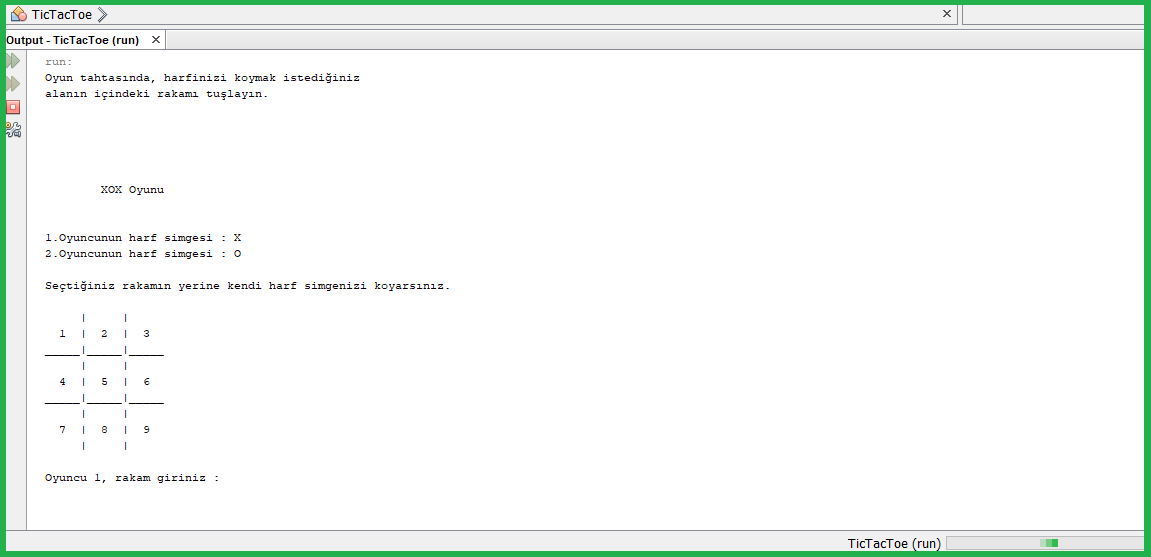 TicTacToe
Output - TicTacToe (run)
run:
Oyun tahtasında, harfinizi koymak istediğiniz
alanın içindeki rakamı tuşlayın.
XOX Oyunu
1.Oyuncunun harf simgesi : X
2.Oyuncunun harf simgesi : O
Seçtiğiniz rakamın yerine kendi harf simgenizi koyarsınız.
     |     |
  1  |  2  |  3
_____|_____|_____
     |     |
  4  |  5  |  6
_____|_____|_____
     |     |
  7  |  8  |  9
     |     |
Oyuncu 1, rakam giriniz :
TicTacToe (run)